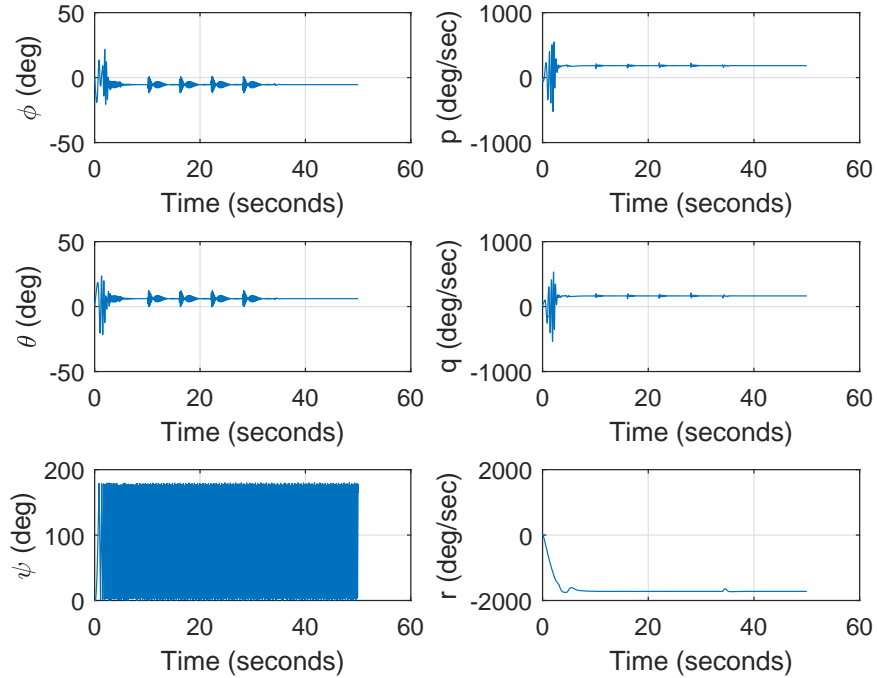 50
0
-50
ϕ (deg)
0 20 40 60
Time (seconds)
1000
0
-1000
p (deg/sec)
0 20 40 60
Time (seconds)
50
0
-50
θ (deg)
0 20 40 60
Time (seconds)
1000
0
-1000
q (deg/sec)
0 20 40 60
Time (seconds)
200
100
0
ψ (deg)
0 20 40 60
Time (seconds)
2000
0
-2000
r (deg/sec)
0 20 40 60
Time (seconds)